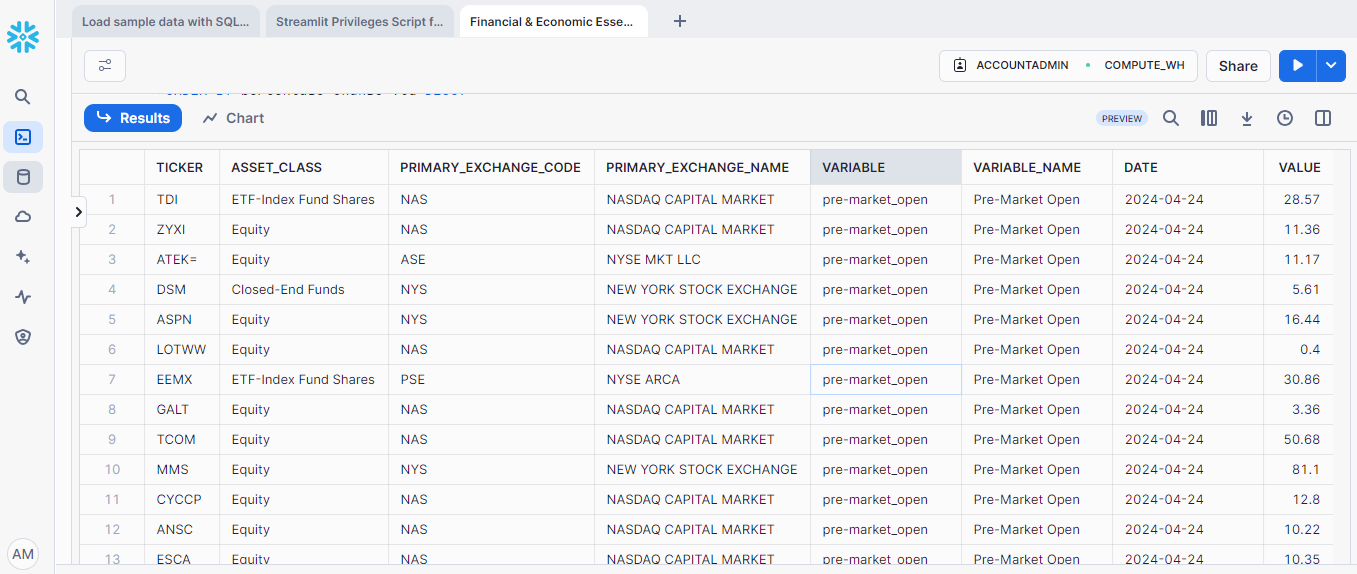 Load sample data with SQL... Streamlit Privileges Script f... Financial & Economic Esse... +
ACCOUNTADMIN • COMPUTE_WH Share
Results Chart PREVIEW
TICKER ASSET_CLASS PRIMARY_EXCHANGE_CODE PRIMARY_EXCHANGE_NAME VARIABLE VARIABLE_NAME DATE VALUE
1 TDI ETF-Index Fund Shares NAS NASDAQ CAPITAL MARKET pre-market_open Pre-Market Open 2024-04-24 28.57
2 ZYXI Equity NAS NASDAQ CAPITAL MARKET pre-market_open Pre-Market Open 2024-04-24 11.36
3 ATEK= Equity ASE NYSE MKT LLC pre-market_open Pre-Market Open 2024-04-24 11.17
4 DSM Closed-End Funds NYS NEW YORK STOCK EXCHANGE pre-market_open Pre-Market Open 2024-04-24 5.61
5 ASPN Equity NYS NEW YORK STOCK EXCHANGE pre-market_open Pre-Market Open 2024-04-24 16.44
6 LOTWW Equity NAS NASDAQ CAPITAL MARKET pre-market_open Pre-Market Open 2024-04-24 0.4
7 EEMX ETF-Index Fund Shares PSE NYSE ARCA pre-market_open Pre-Market Open 2024-04-24 30.86
8 GALT Equity NAS NASDAQ CAPITAL MARKET pre-market_open Pre-Market Open 2024-04-24 3.36
9 TCOM Equity NAS NASDAQ CAPITAL MARKET pre-market_open Pre-Market Open 2024-04-24 50.68
10 MMS Equity NYS NEW YORK STOCK EXCHANGE pre-market_open Pre-Market Open 2024-04-24 81.1
11 CYCCP Equity NAS NASDAQ CAPITAL MARKET pre-market_open Pre-Market Open 2024-04-24 12.8
12 ANSC Equity NAS NASDAQ CAPITAL MARKET pre-market_open Pre-Market Open 2024-04-24 10.22
13 ESCA Equity NAS NASDAQ CAPITAL MARKET pre-market_open Pre-Market Open 2024-04-24 10.35
AM